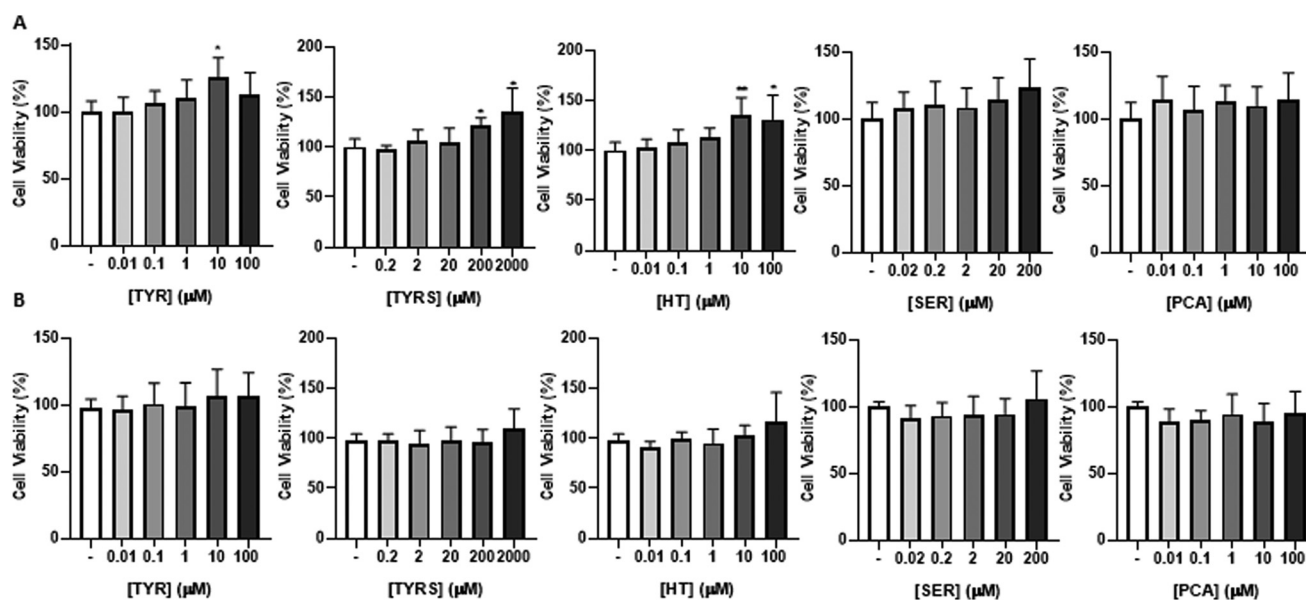 A
Cell Viability (%)
150
100
50
0
*
- 0.01 0.1 1 10 100
[TYR] (µM)
Cell Viability (%)
200
150
100
50
0
* *
- 0.2 2 20 200 2000
[TYRS] (µM)
Cell Viability (%)
200
150
100
50
0
** *
- 0.01 0.1 1 10 100
[HT] (µM)
Cell Viability (%)
150
100
50
0
- 0.02 0.2 2 20 200
[SER] (µM)
Cell Viability (%)
150
100
50
0
- 0.01 0.1 1 10 100
[PCA] (µM)
B
Cell Viability (%)
150
100
50
0
- 0.01 0.1 1 10 100
[TYR] (µM)
Cell Viability (%)
200
150
100
50
0
- 0.2 2 20 200 2000
[TYRS] (µM)
Cell Viability (%)
200
150
100
50
0
- 0.01 0.1 1 10 100
[HT] (µM)
Cell Viability (%)
150
100
50
0
- 0.02 0.2 2 20 200
[SER] (µM)
Cell Viability (%)
150
100
50
0
- 0.01 0.1 1 10 100
[PCA] (µM)